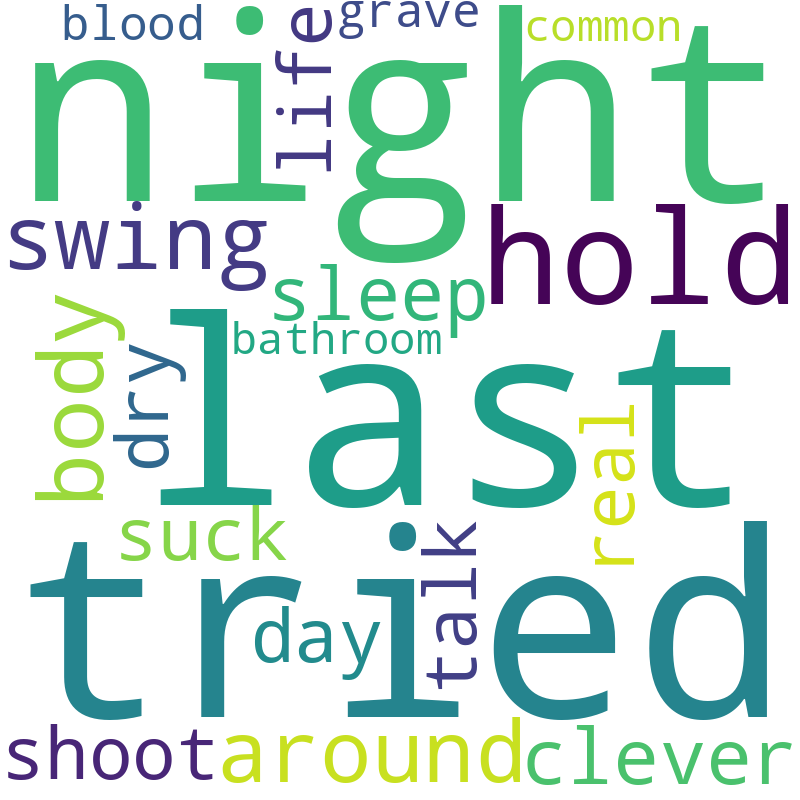 blood
life
grave
common
night
swing
hold
sleep
bathroom
body
dry
last
real
suck
talk
tried
day
shoot
around
clever